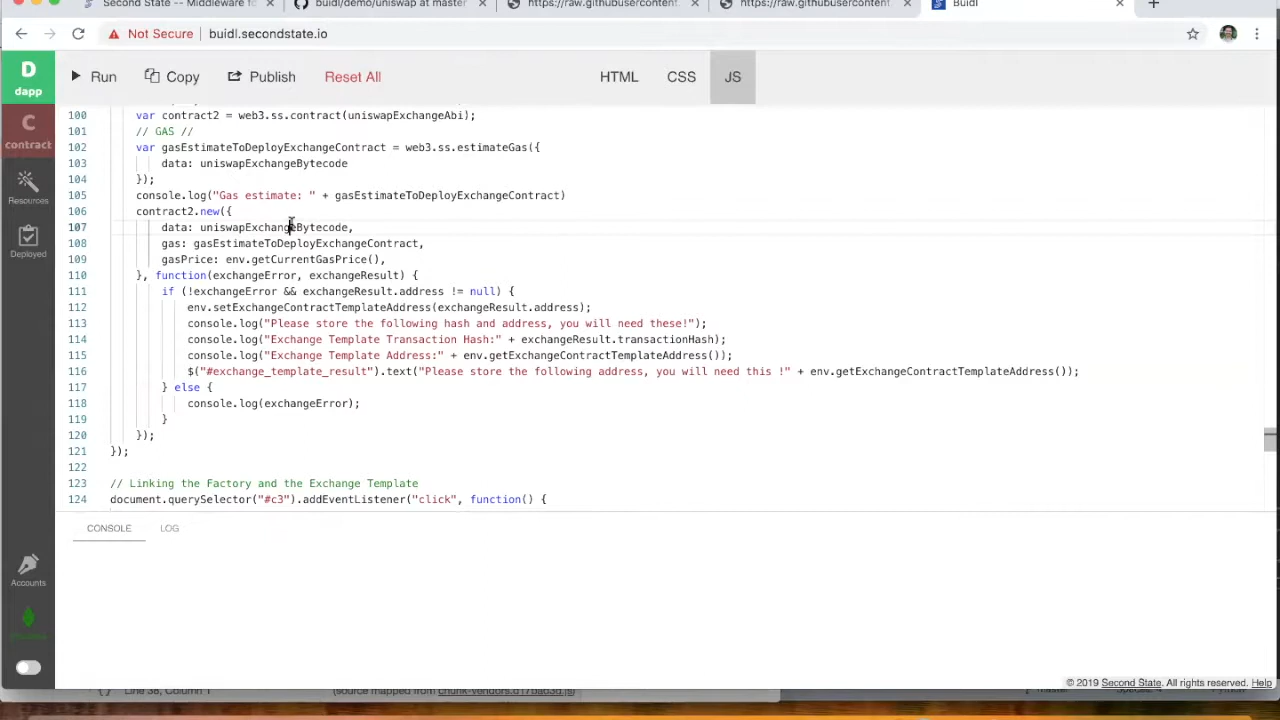 Second State - Middleware fo
buidl/demo/uniswap at master
https://raw.githubusercontent.
https://raw.githubusercontent.
Buidl
Not Secure | buidl.secondstate.io
D
dapp
Run
Copy
Publish
Reset All
HTML
CSS
JS
C
contract
Resources
Deployed
Accounts
100 var contract2 = web3.ss.contract(uniswapExchangeAbi);
101 // GAS //
102 var gasEstimateToDeployExchangeContract = web3.ss.estimateGas({
103 data: uniswapExchangeBytecode
104 });
105 console.log("Gas estimate: " + gasEstimateToDeployExchangeContract)
106 contract2.new({
107 data: uniswapExchangeBytecode,
108 gas: gasEstimateToDeployExchangeContract,
109 gasPrice: env.getCurrentGasPrice(),
110 }, function(exchangeError, exchangeResult) {
111 if (!exchangeError && exchangeResult.address != null) {
112 env.setExchangeContractTemplateAddress(exchangeResult.address);
113 console.log("Please store the following hash and address, you will need these!");
114 console.log("Exchange Template Transaction Hash:" + exchangeResult.transactionHash);
115 console.log("Exchange Template Address:" + env.getExchangeContractTemplateAddress());
116 $("#exchange_template_result").text("Please store the following address, you will need this !" + env.getExchangeContractTemplateAddress());
117 } else {
118 console.log(exchangeError);
119 }
120 });
121 });
122
123 // Linking the Factory and the Exchange Template
124 document.querySelector("#c3").addEventListener("click", function() {
CONSOLE
LOG
© 2019 Second State. All rights reserved. Help
Line 38, Column 1